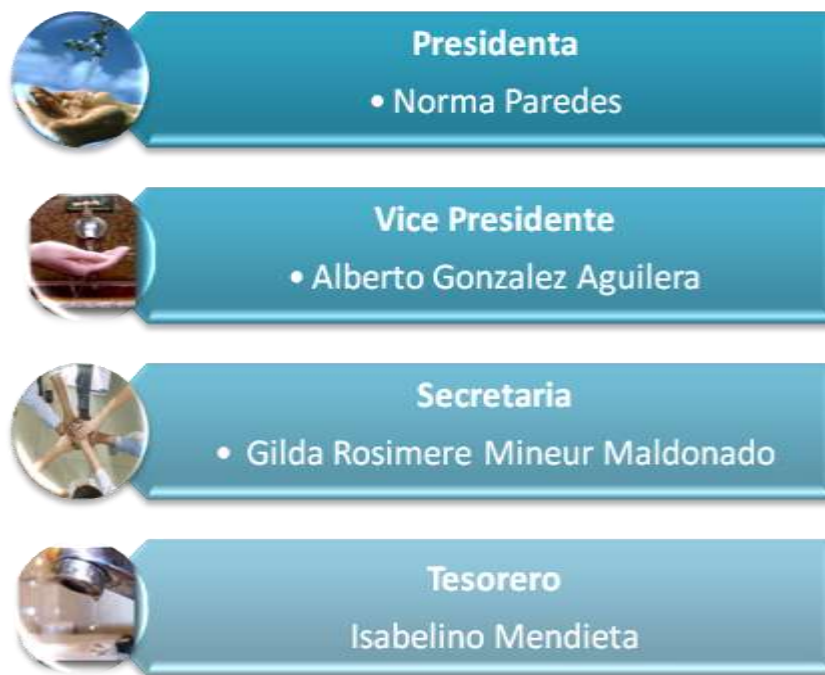 Presidenta
• Norma Paredes
Vice Presidente
• Alberto Gonzalez Aguilera
Secretaria
• Gilda Rosimere Mineur Maldonado
Tesorero
Isabelino Mendieta